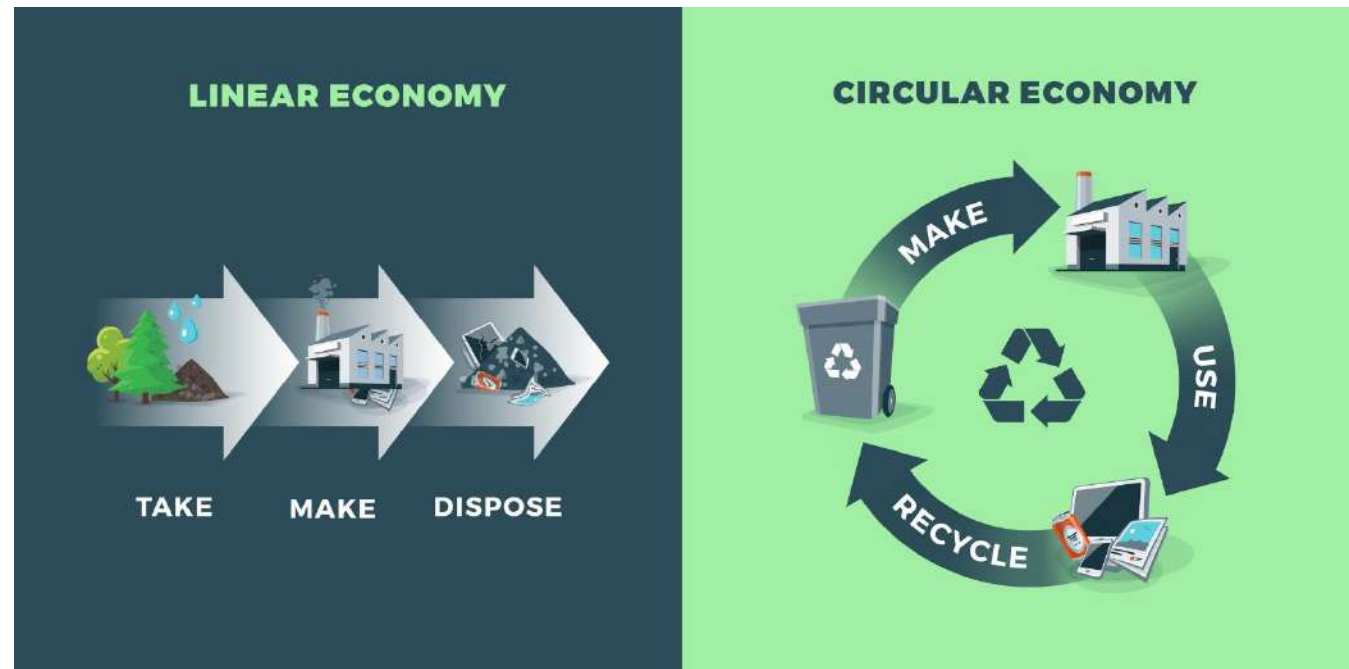 LINEAR ECONOMY
TAKE
MAKE
DISPOSE
CIRCULAR ECONOMY
MAKE
USE
RECYCLE